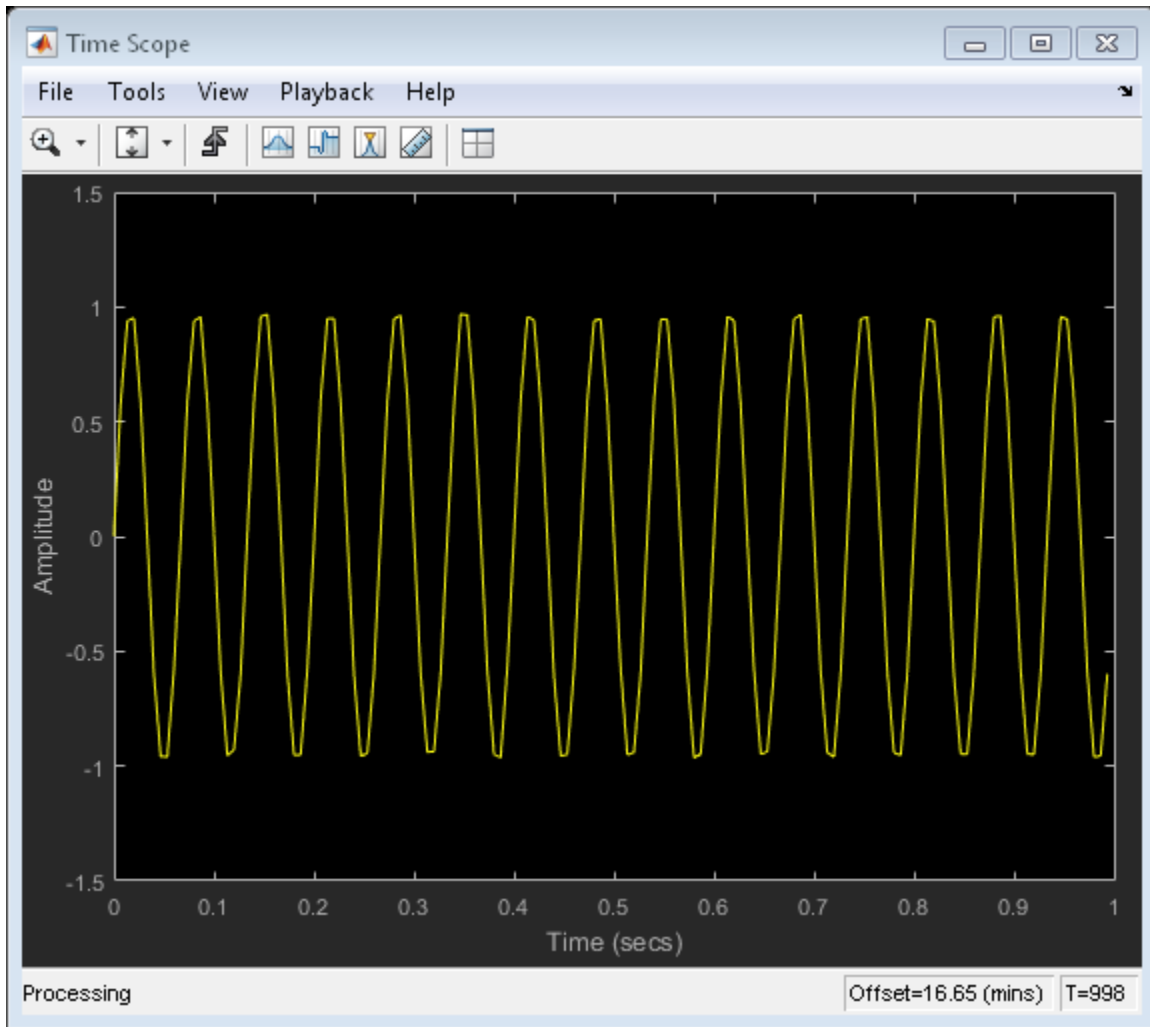 Time Scope
File Tools View Playback Help
1.5
1
0.5
0
-0.5
-1
-1.5
Amplitude
0 0.1 0.2 0.3 0.4 0.5 0.6 0.7 0.8 0.9 1
Time (secs)
Processing Offset=16.65 (mins) T=998